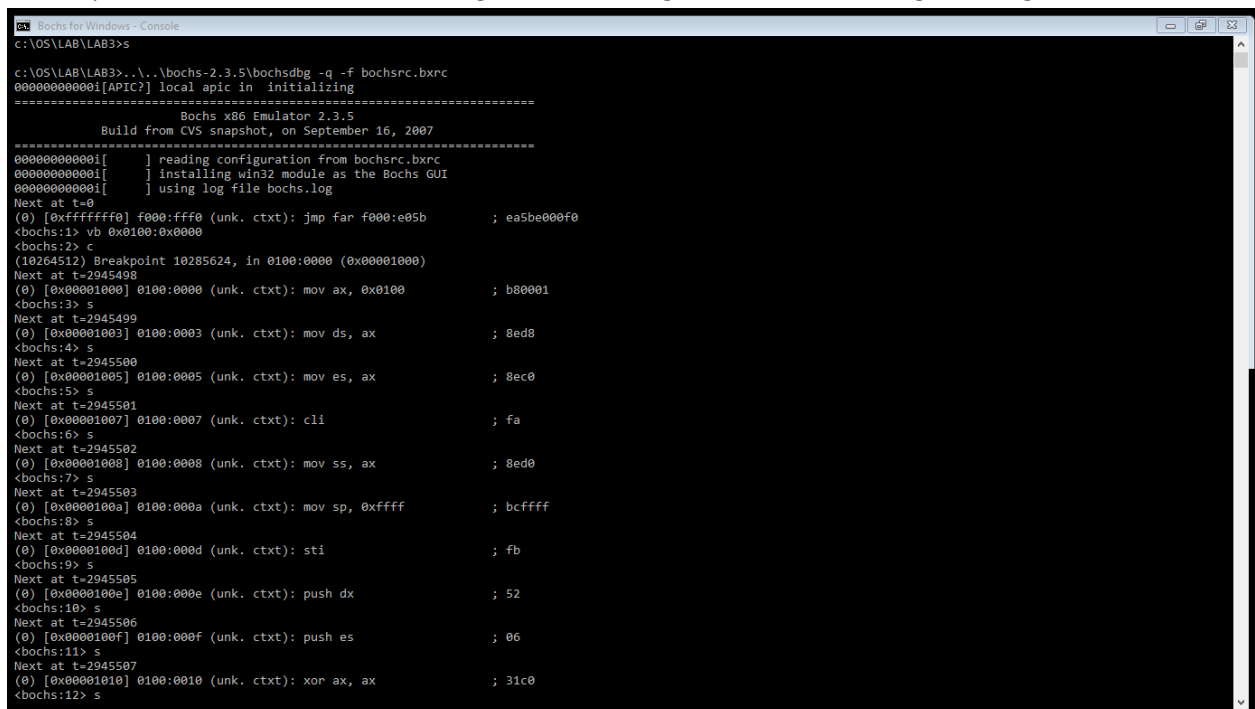 Bochs for Windows - Console
c:\OS\LAB\LAB3>s
c:\OS\LAB\LAB3>..\..\bochs-2.3.5\bochsdbg -q -f bochsrc.bxrc
00000000000i[APIC?] local apic in  initializing
========================================================================
Bochs x86 Emulator 2.3.5
Build from CVS snapshot, on September 16, 2007
========================================================================
00000000000i[     ] reading configuration from bochsrc.bxrc
00000000000i[     ] installing win32 module as the Bochs GUI
00000000000i[     ] using log file bochs.log
Next at t=0
(0) [0xfffffff0] f000:fff0 (unk. ctxt): jmp far f000:e05b         ; ea5be000f0
<bochs:1> vb 0x0100:0x0000
<bochs:2> c
(10264512) Breakpoint 10285624, in 0100:0000 (0x00001000)
Next at t=2945498
(0) [0x00001000] 0100:0000 (unk. ctxt): mov ax, 0x0100            ; b80001
<bochs:3> s
Next at t=2945499
(0) [0x00001003] 0100:0003 (unk. ctxt): mov ds, ax                ; 8ed8
<bochs:4> s
Next at t=2945500
(0) [0x00001005] 0100:0005 (unk. ctxt): mov es, ax                ; 8ec0
<bochs:5> s
Next at t=2945501
(0) [0x00001007] 0100:0007 (unk. ctxt): cli                       ; fa
<bochs:6> s
Next at t=2945502
(0) [0x00001008] 0100:0008 (unk. ctxt): mov ss, ax                ; 8ed0
<bochs:7> s
Next at t=2945503
(0) [0x0000100a] 0100:000a (unk. ctxt): mov sp, 0xffff            ; bcffff
<bochs:8> s
Next at t=2945504
(0) [0x0000100d] 0100:000d (unk. ctxt): sti                       ; fb
<bochs:9> s
Next at t=2945505
(0) [0x0000100e] 0100:000e (unk. ctxt): push dx                   ; 52
<bochs:10> s
Next at t=2945506
(0) [0x0000100f] 0100:000f (unk. ctxt): push es                   ; 06
<bochs:11> s
Next at t=2945507
(0) [0x00001010] 0100:0010 (unk. ctxt): xor ax, ax                ; 31c0
<bochs:12> s